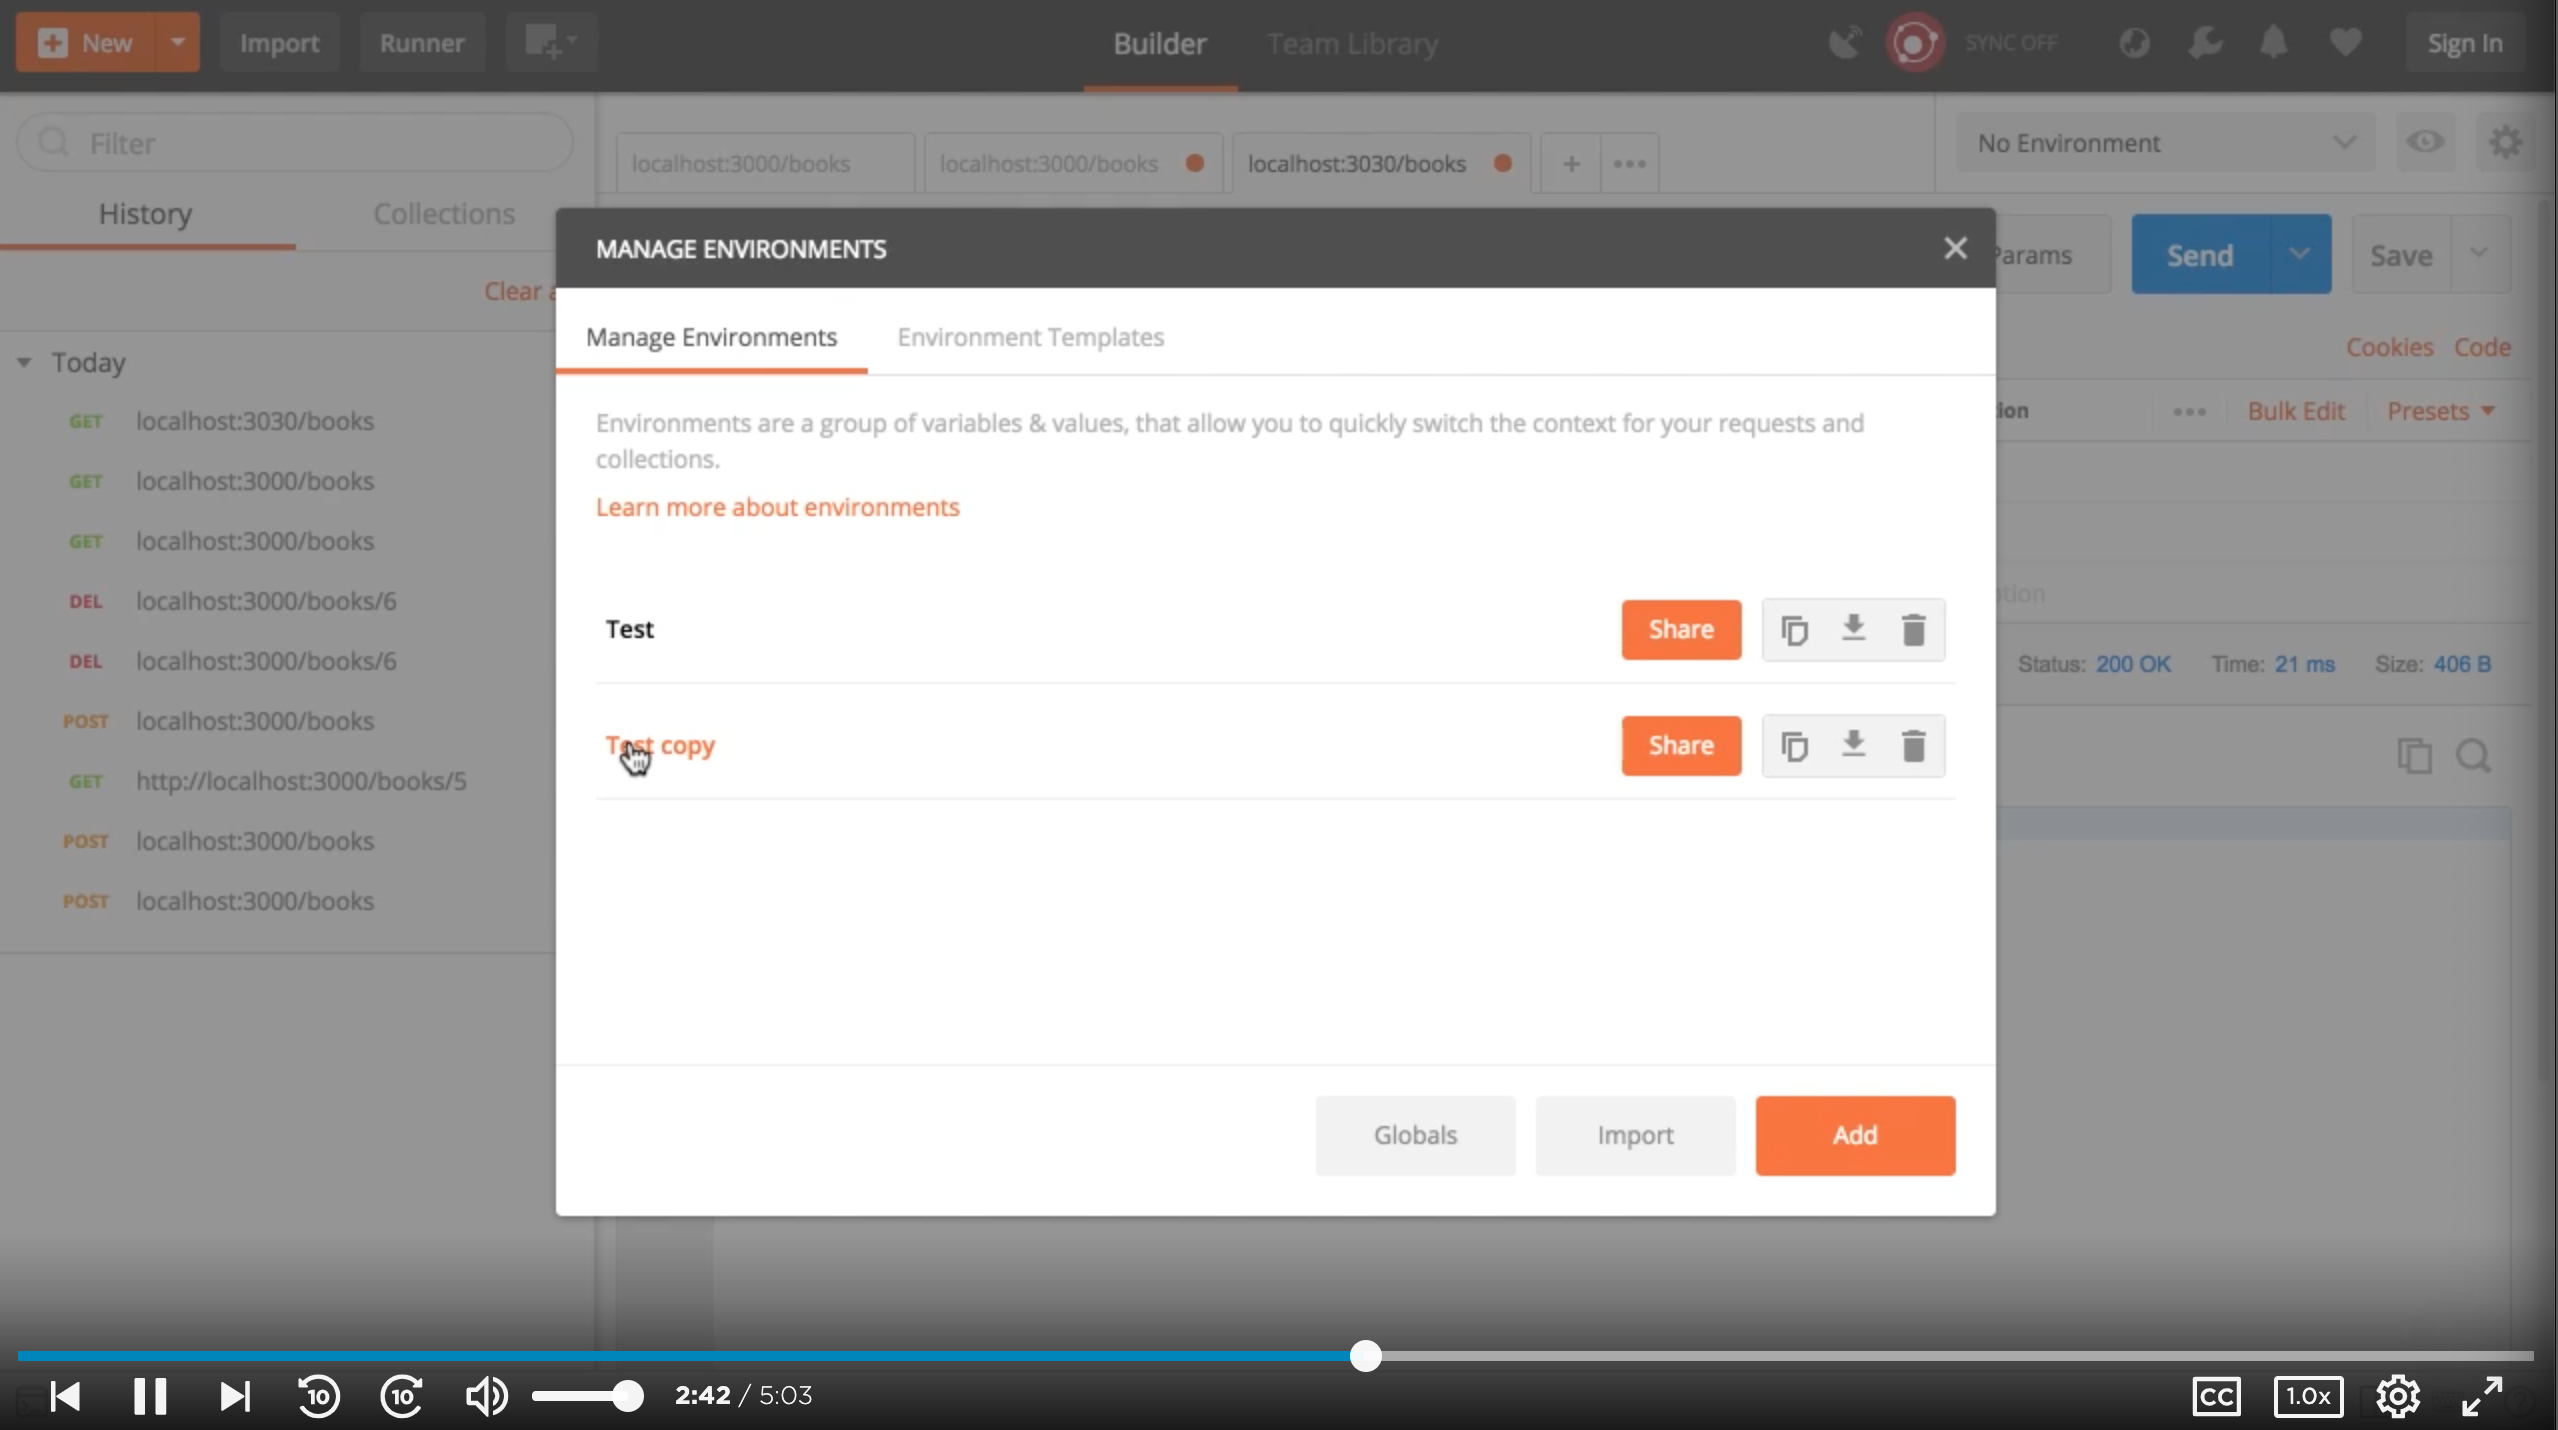 New
Import
Runner
Builder
Team Library
SYNC OFF
Sign In
Filter
localhost:3000/books
localhost:3000/books
localhost:3030/books
+
No Environment
History
Collections
MANAGE ENVIRONMENTS
Params
Send
Save
Clear a
Manage Environments
Environment Templates
Cookies
Code
Today
GET localhost:3030/books
GET localhost:3000/books
GET localhost:3000/books
DEL localhost:3000/books/6
DEL localhost:3000/books/6
POST localhost:3000/books
GET http://localhost:3000/books/5
POST localhost:3000/books
POST localhost:3000/books
Environments are a group of variables & values, that allow you to quickly switch the context for your requests and
collections.
Learn more about environments
Test
Share
Test copy
Share
Globals
Import
Add
tion
Bulk Edit
Presets
ption
Status: 200 OK
Time: 21 ms
Size: 406 B
10
10
2:42 / 5:03
CC
1.0x